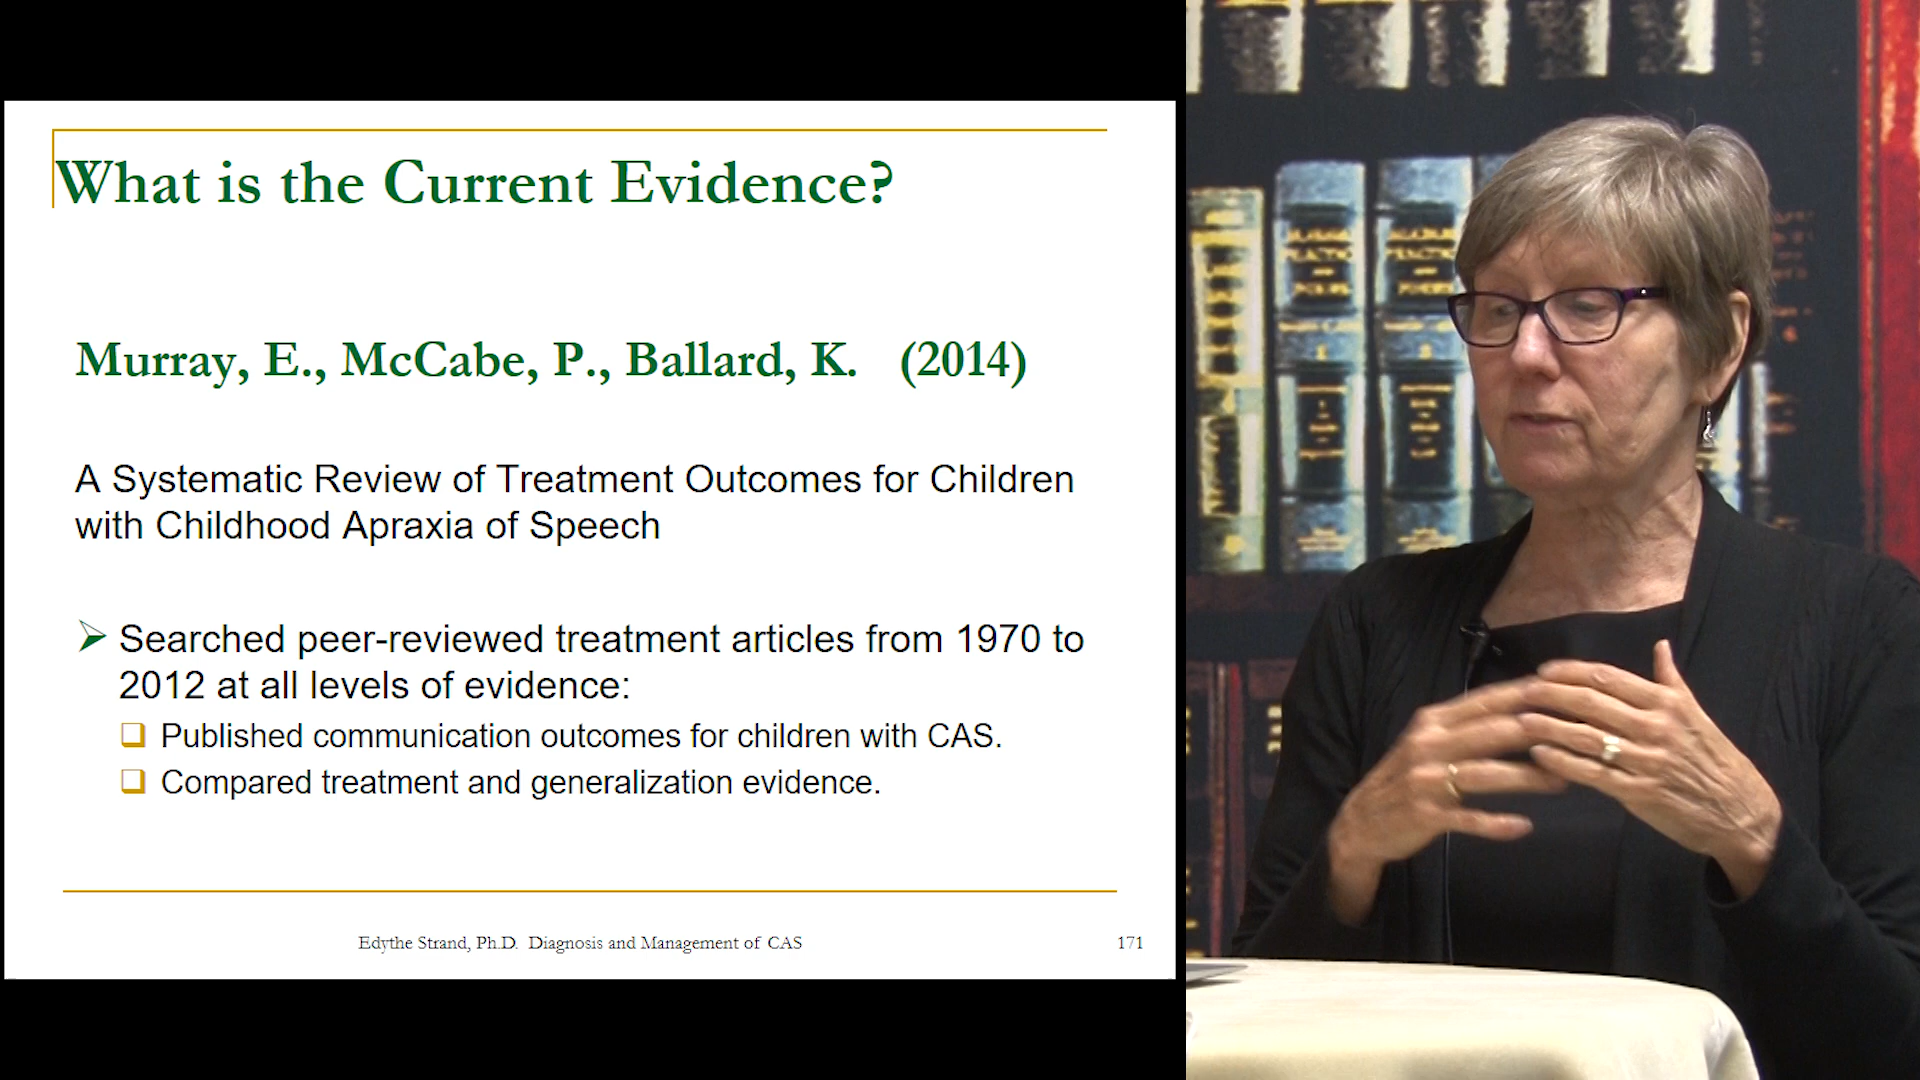 What is the Current Evidence?
Murray, E., McCabe, P., Ballard, K. (2014)
A Systematic Review of Treatment Outcomes for Children
with Childhood Apraxia of Speech
Searched peer-reviewed treatment articles from 1970 to
2012 at all levels of evidence:
Published communication outcomes for children with CAS.
Compared treatment and generalization evidence.
Edythe Strand, Ph.D. Diagnosis and Management of CAS
171